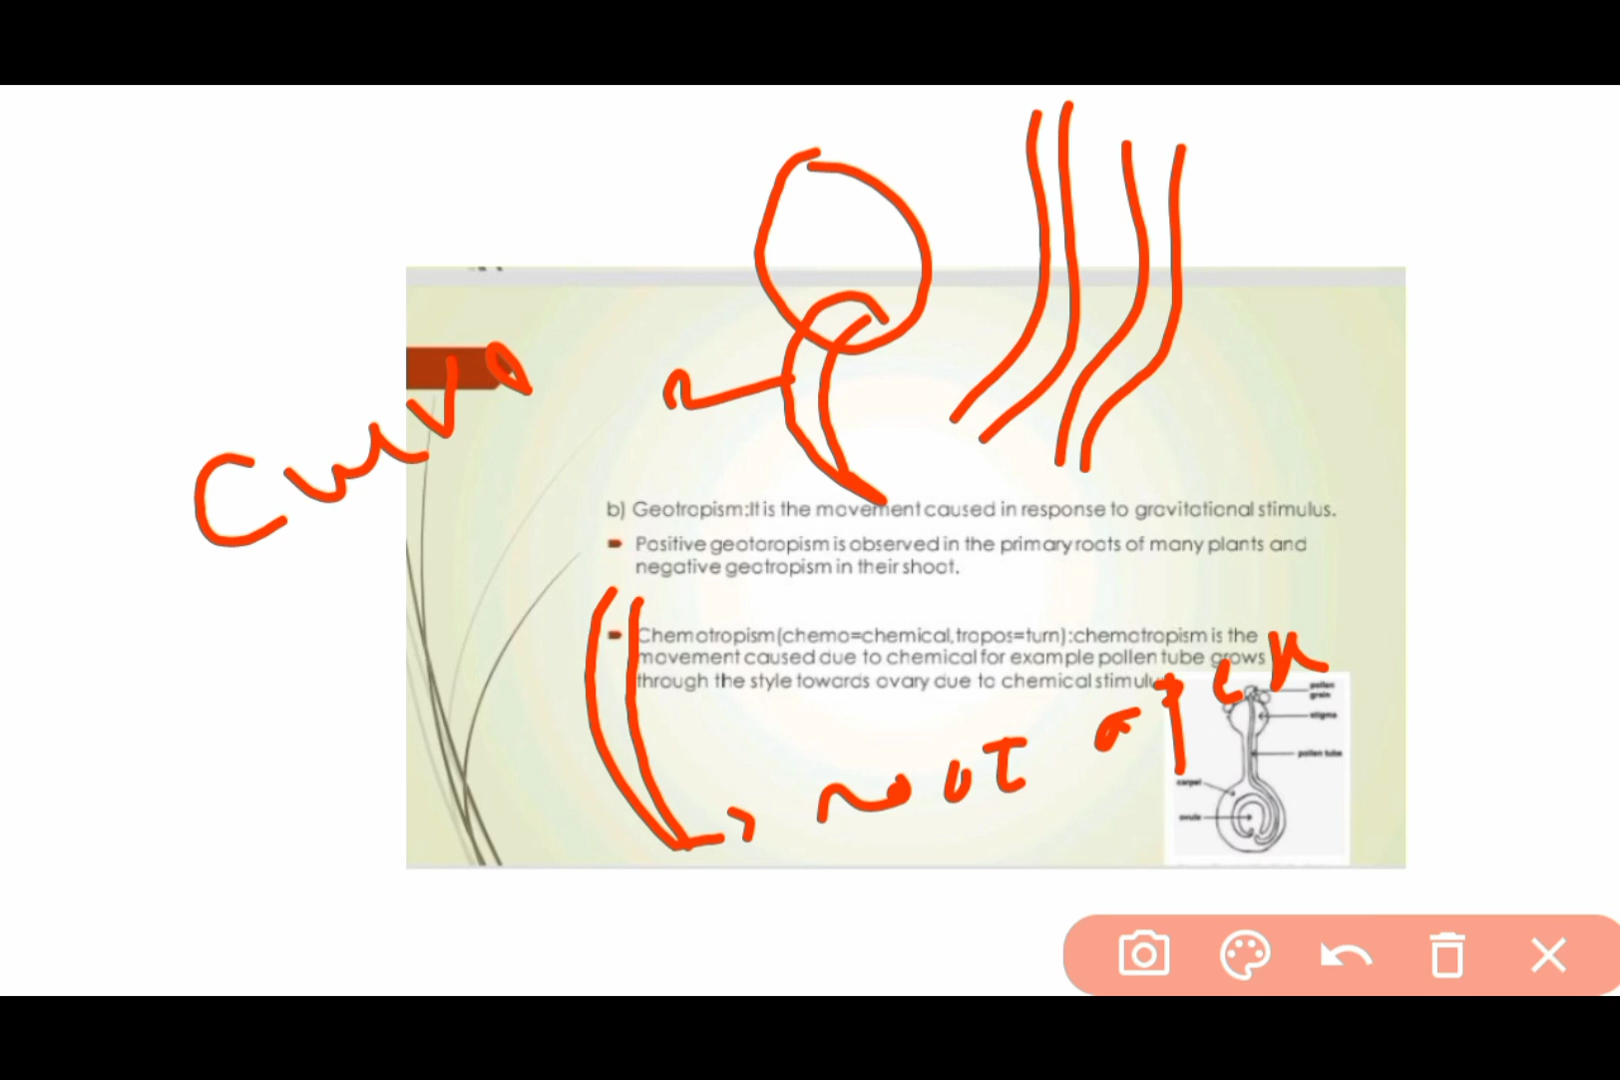 Curve
b) Geotropism:It is the movement caused in response to gravitational stimulus.
Positive geotoropism is observed in the primary roots of many plants and
negative geotropism in their shoot.
Chemotropism(chemo=chemical,tropos=turn):chemotropism is the
movement caused due to chemical for example pollen tube grows
through the style towards ovary due to chemical
root apex
pollen
grain
stigma
pollen tube
carpel
ovule